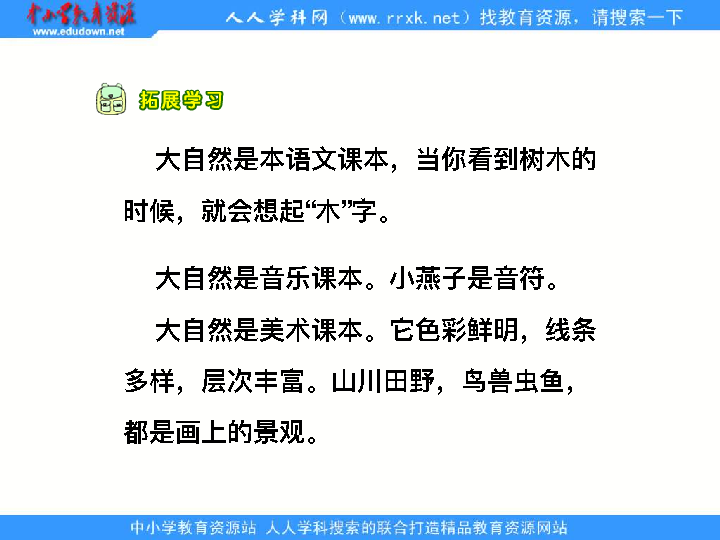 中小学教育资源
www.edudown.net
人人学科网（www.rrxk.net）找教育资源，请搜索一下
拓展学习
大自然是本语文课本，当你看到树木的
时候，就会想起“木”字。
大自然是音乐课本。小燕子是音符。
大自然是美术课本。它色彩鲜明，线条
多样，层次丰富。山川田野，鸟兽虫鱼，
都是画上的景观。
中小学教育资源站 人人学科搜索的联合打造精品教育资源网站